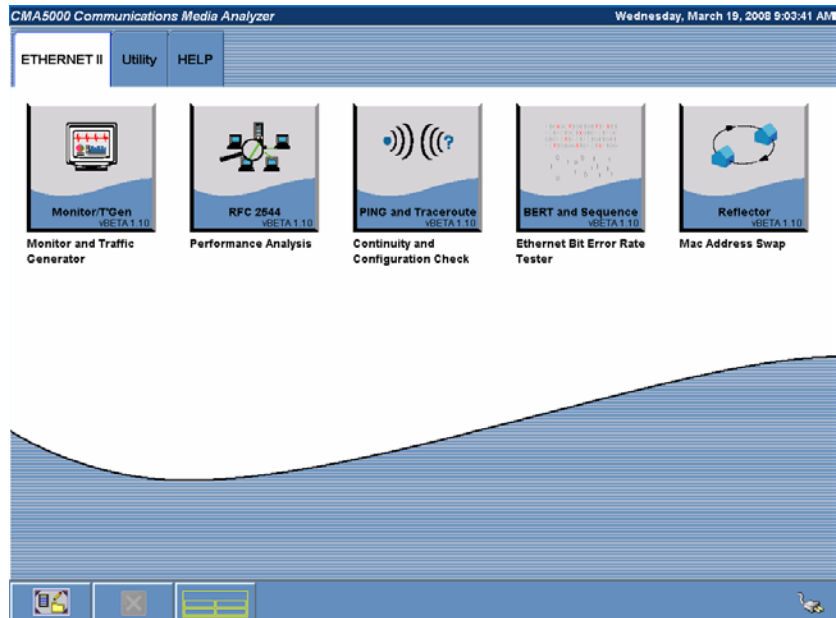 CMA5000 Communications Media Analyzer
Wednesday, March 19, 2008 9:03:41 AM
ETHERNET II
Utility
HELP
Monitor/T'Gen
vBETA 1.10
RFC 2544
vBETA 1.10
PING and Traceroute
vBETA 1.10
BERT and Sequence
vBETA 1.10
Reflector
vBETA 1.10
Monitor and Traffic
Generator
Performance Analysis
Continuity and
Configuration Check
Ethernet Bit Error Rate
Tester
Mac Address Swap